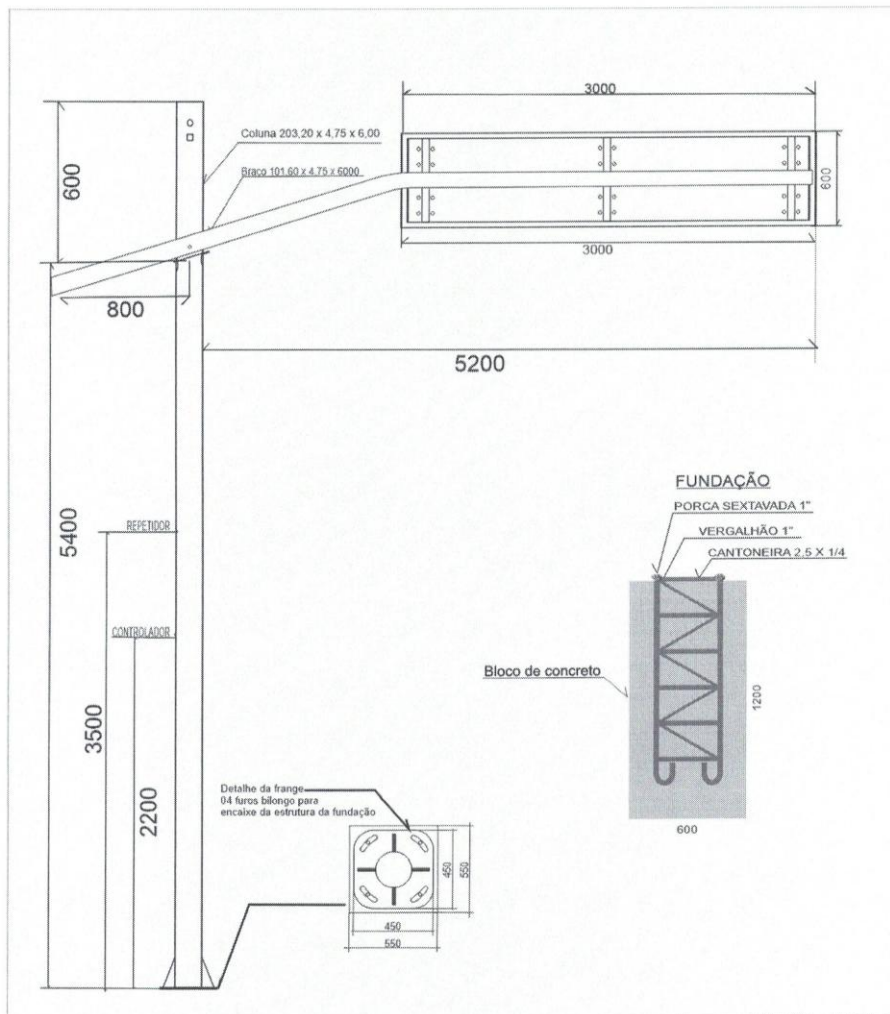 3000
600
Coluna 203,20 x 4,75 x 6,00
Braço 101,60 x 4,75 x 6000
600
3000
800
5200
FUNDAÇÃO
PORCA SEXTAVADA 1"
VERGALHÃO 1"
CANTONEIRA 2,5 X 1/4
5400
REPETIDOR
CONTROLADOR
Bloco de concreto
1200
3500
2200
Detalhe da frange
04 furos bilongo para
encaixe da estrutura da fundação
600
450
550
450
550